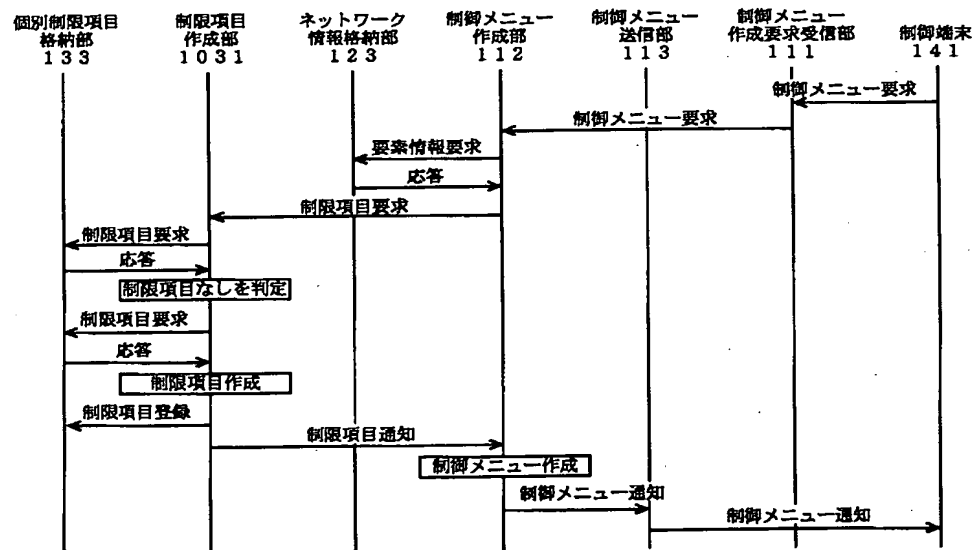 個別制限項目
格納部
１３３
制限項目
作成部
１０３１
ネットワーク
情報格納部
１２３
制御メニュー
作成部
１１２
制御メニュー
送信部
１１３
制御メニュー
作成要求受信部
１１１
制御端末
１４１
制御メニュー要求
制御メニュー要求
要素情報要求
応答
制限項目要求
制限項目要求
応答
制限項目なしを判定
制限項目要求
応答
制限項目作成
制限項目登録
制限項目通知
制御メニュー作成
制御メニュー通知
制御メニュー通知